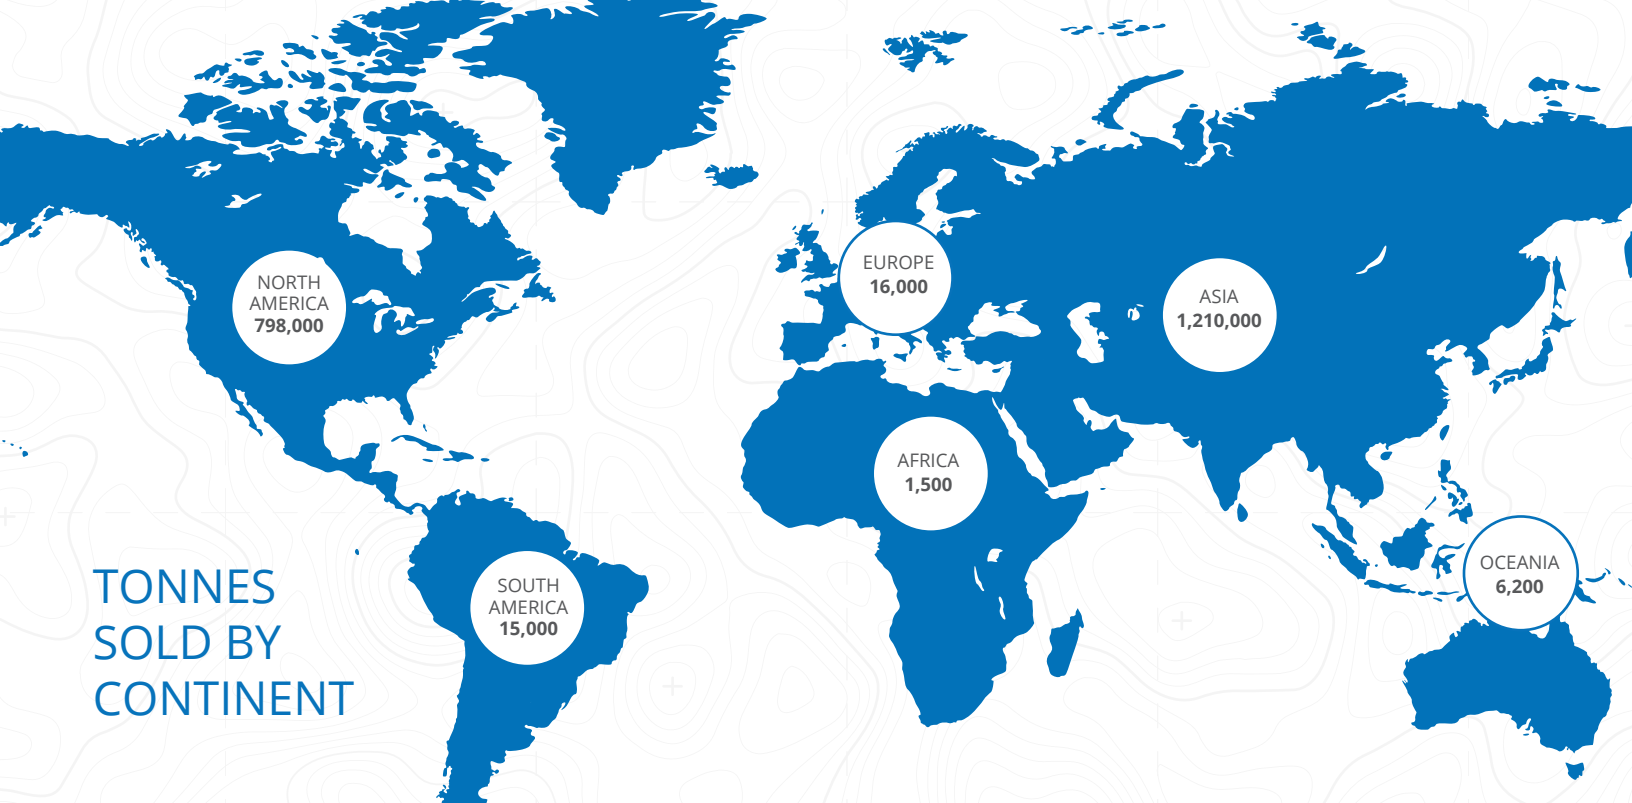 NORTH
AMERICA
798,000
EUROPE
16,000
ASIA
1,210,000
AFRICA
1,500
SOUTH
AMERICA
15,000
OCEANIA
6,200
TONNES
SOLD BY
CONTINENT